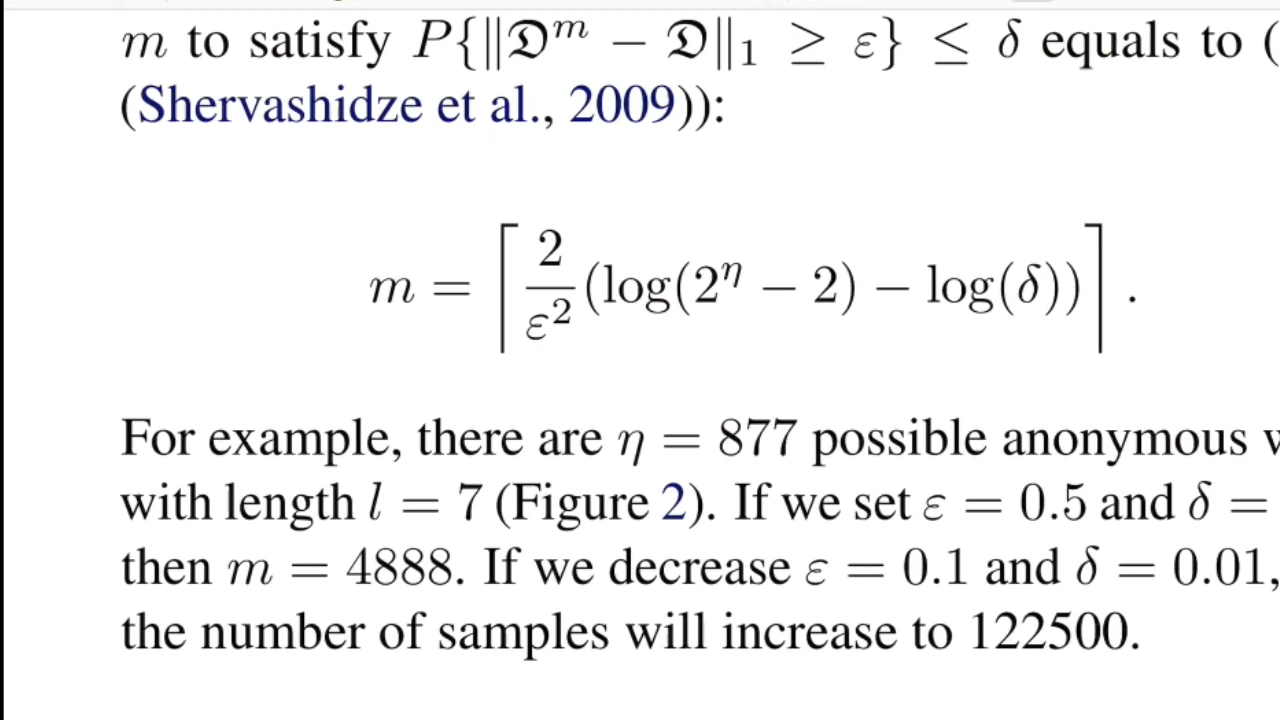 m to satisfy P{‖𝔇ᵐ − 𝔇‖₁ ≥ ε} ≤ δ equals to (
(Shervashidze et al., 2009)):
m = ⌈ 2/ε² (log(2^η − 2) − log(δ)) ⌉ .
For example, there are η = 877 possible anonymous
with length l = 7 (Figure 2). If we set ε = 0.5 and δ =
then m = 4888. If we decrease ε = 0.1 and δ = 0.01,
the number of samples will increase to 122500.